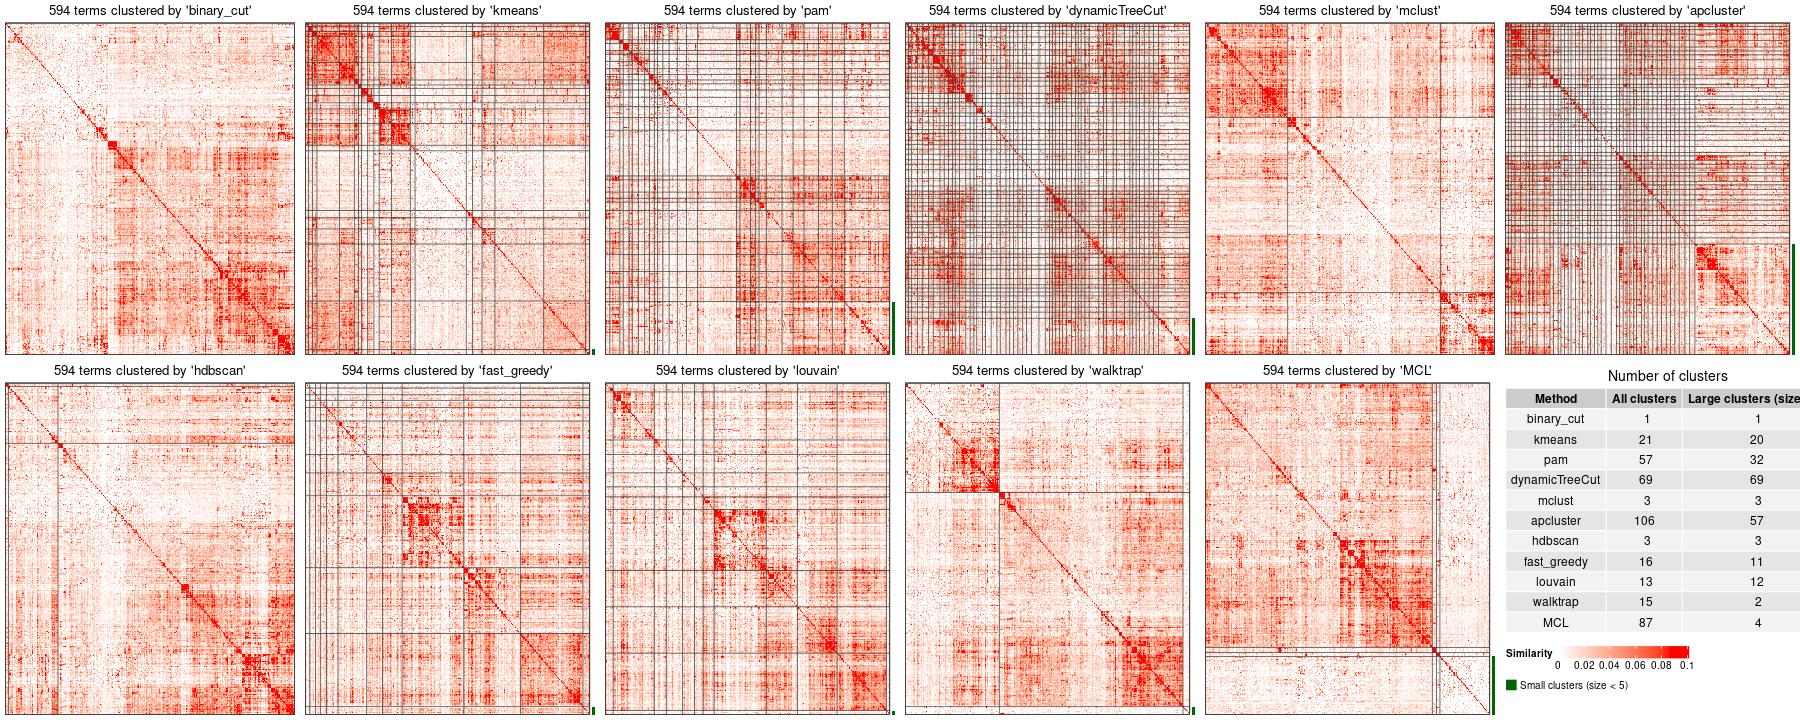 594 terms clustered by 'binary_cut'
594 terms clustered by 'kmeans'
594 terms clustered by 'pam'
594 terms clustered by 'dynamicTreeCut'
594 terms clustered by 'mclust'
594 terms clustered by 'apcluster'
594 terms clustered by 'hdbscan'
594 terms clustered by 'fast_greedy'
594 terms clustered by 'louvain'
594 terms clustered by 'walktrap'
594 terms clustered by 'MCL'
Number of clusters
Method All clusters Large clusters (size
binary_cut 1 1
kmeans 21 20
pam 57 32
dynamicTreeCut 69 69
mclust 3 3
apcluster 106 57
hdbscan 3 3
fast_greedy 16 11
louvain 13 12
walktrap 15 2
MCL 87 4
Similarity
0 0.02 0.04 0.06 0.08 0.1
Small clusters (size < 5)